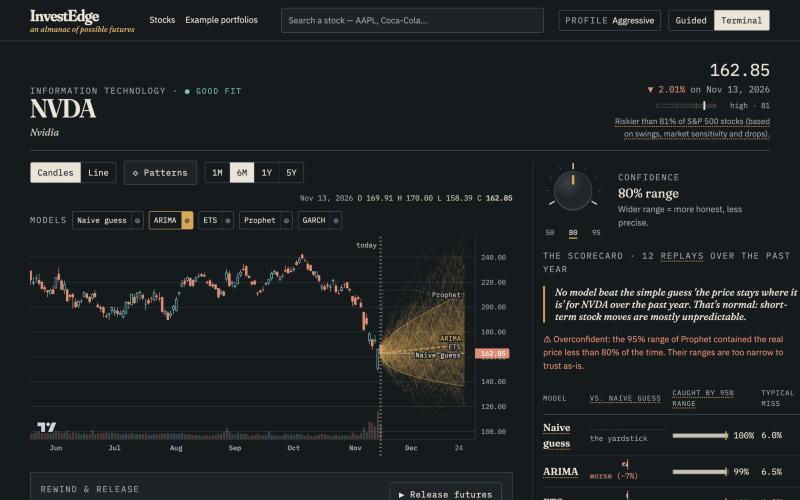 InvestEdge
an almanac of possible futures
Stocks
Example portfolios
Search a stock — AAPL, Coca-Cola…
PROFILE Aggressive
Guided
Terminal
INFORMATION TECHNOLOGY · ● GOOD FIT
NVDA
Nvidia
162.85
▼ 2.01% on Nov 13, 2026
high · 81
Riskier than 81% of S&P 500 stocks (based
on swings, market sensitivity and drops).
Candles
Line
◇ Patterns
1M
6M
1Y
5Y
Nov 13, 2026 O 169.91 H 170.00 L 158.39 C 162.85
MODELS
Naive guess
ARIMA
ETS
Prophet
GARCH
today
240.00
220.00
200.00
180.00
162.85
160.00
140.00
120.00
100.00
Prophet
ARIMA
ETS
Naive guess
Jun
Jul
Aug
Sep
Oct
Nov
Dec
24
REWIND & RELEASE
▶ Release futures
50
80
95
CONFIDENCE
80% range
Wider range = more honest, less
precise.
THE SCORECARD · 12 REPLAYS OVER THE PAST
YEAR
No model beat the simple guess 'the price stays where it
is' for NVDA over the past year. That's normal: short-
term stock moves are mostly unpredictable.
⚠ Overconfident: the 95% range of Prophet contained the real
price less than 80% of the time. Their ranges are too narrow to
trust as-is.
MODEL
VS. NAIVE GUESS
CAUGHT BY 95%
RANGE
TYPICAL
MISS
Naive
guess
the yardstick
100%
6.0%
ARIMA
worse (−7%)
99%
6.5%